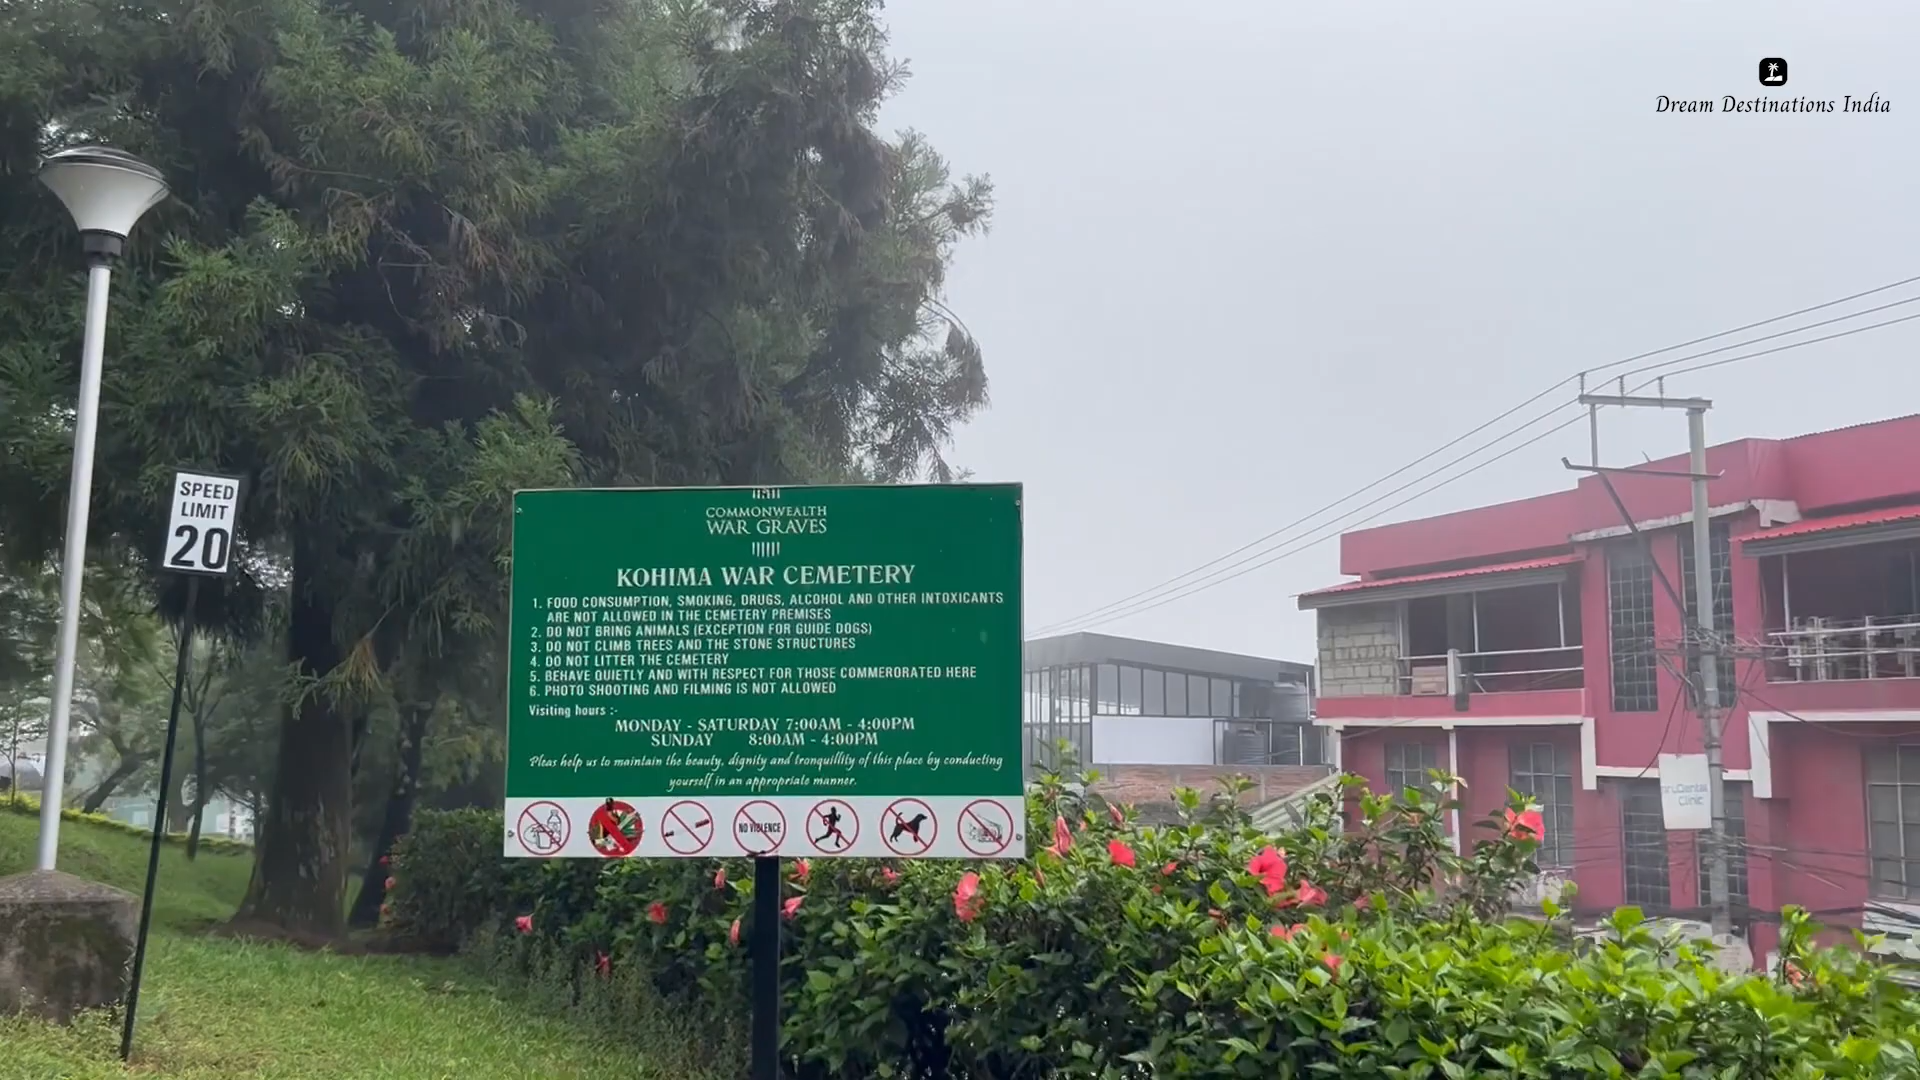 Dream Destinations India
SPEED
LIMIT
20
COMMONWEALTH
WAR GRAVES
KOHIMA WAR CEMETERY
1. FOOD CONSUMPTION, SMOKING, DRUGS, ALCOHOL AND OTHER INTOXICANTS
ARE NOT ALLOWED IN THE CEMETERY PREMISES
2. DO NOT BRING ANIMALS (EXCEPTION FOR GUIDE DOGS)
3. DO NOT CLIMB TREES AND THE STONE STRUCTURES
4. DO NOT LITTER THE CEMETERY
5. BEHAVE QUIETLY AND WITH RESPECT FOR THOSE COMMERORATED HERE
6. PHOTO SHOOTING AND FILMING IS NOT ALLOWED
Visiting hours :-
MONDAY - SATURDAY 7:00AM - 4:00PM
SUNDAY 8:00AM - 4:00PM
Pleas help us to maintain the beauty, dignity and tranquillity of this place by conducting
yourself in an appropriate manner.
NO VIOLENCE
Clinic